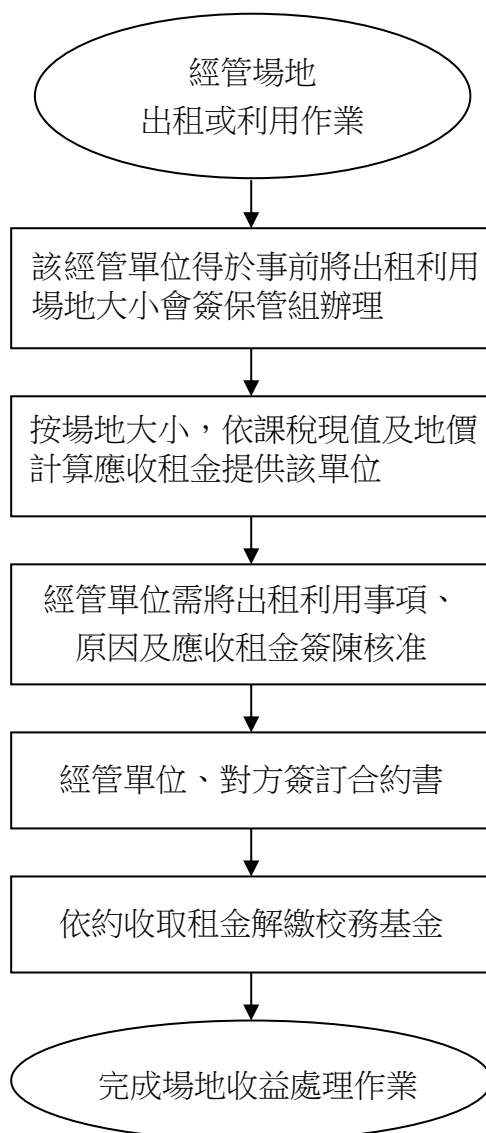 經管場地
出租或利用作業
該經管單位得於事前將出租利用
場地大小會簽保管組辦理
按場地大小，依課稅現值及地價
計算應收租金提供該單位
經管單位需將出租利用事項、
原因及應收租金簽陳核准
經管單位、對方簽訂合約書
依約收取租金解繳校務基金
完成場地收益處理作業